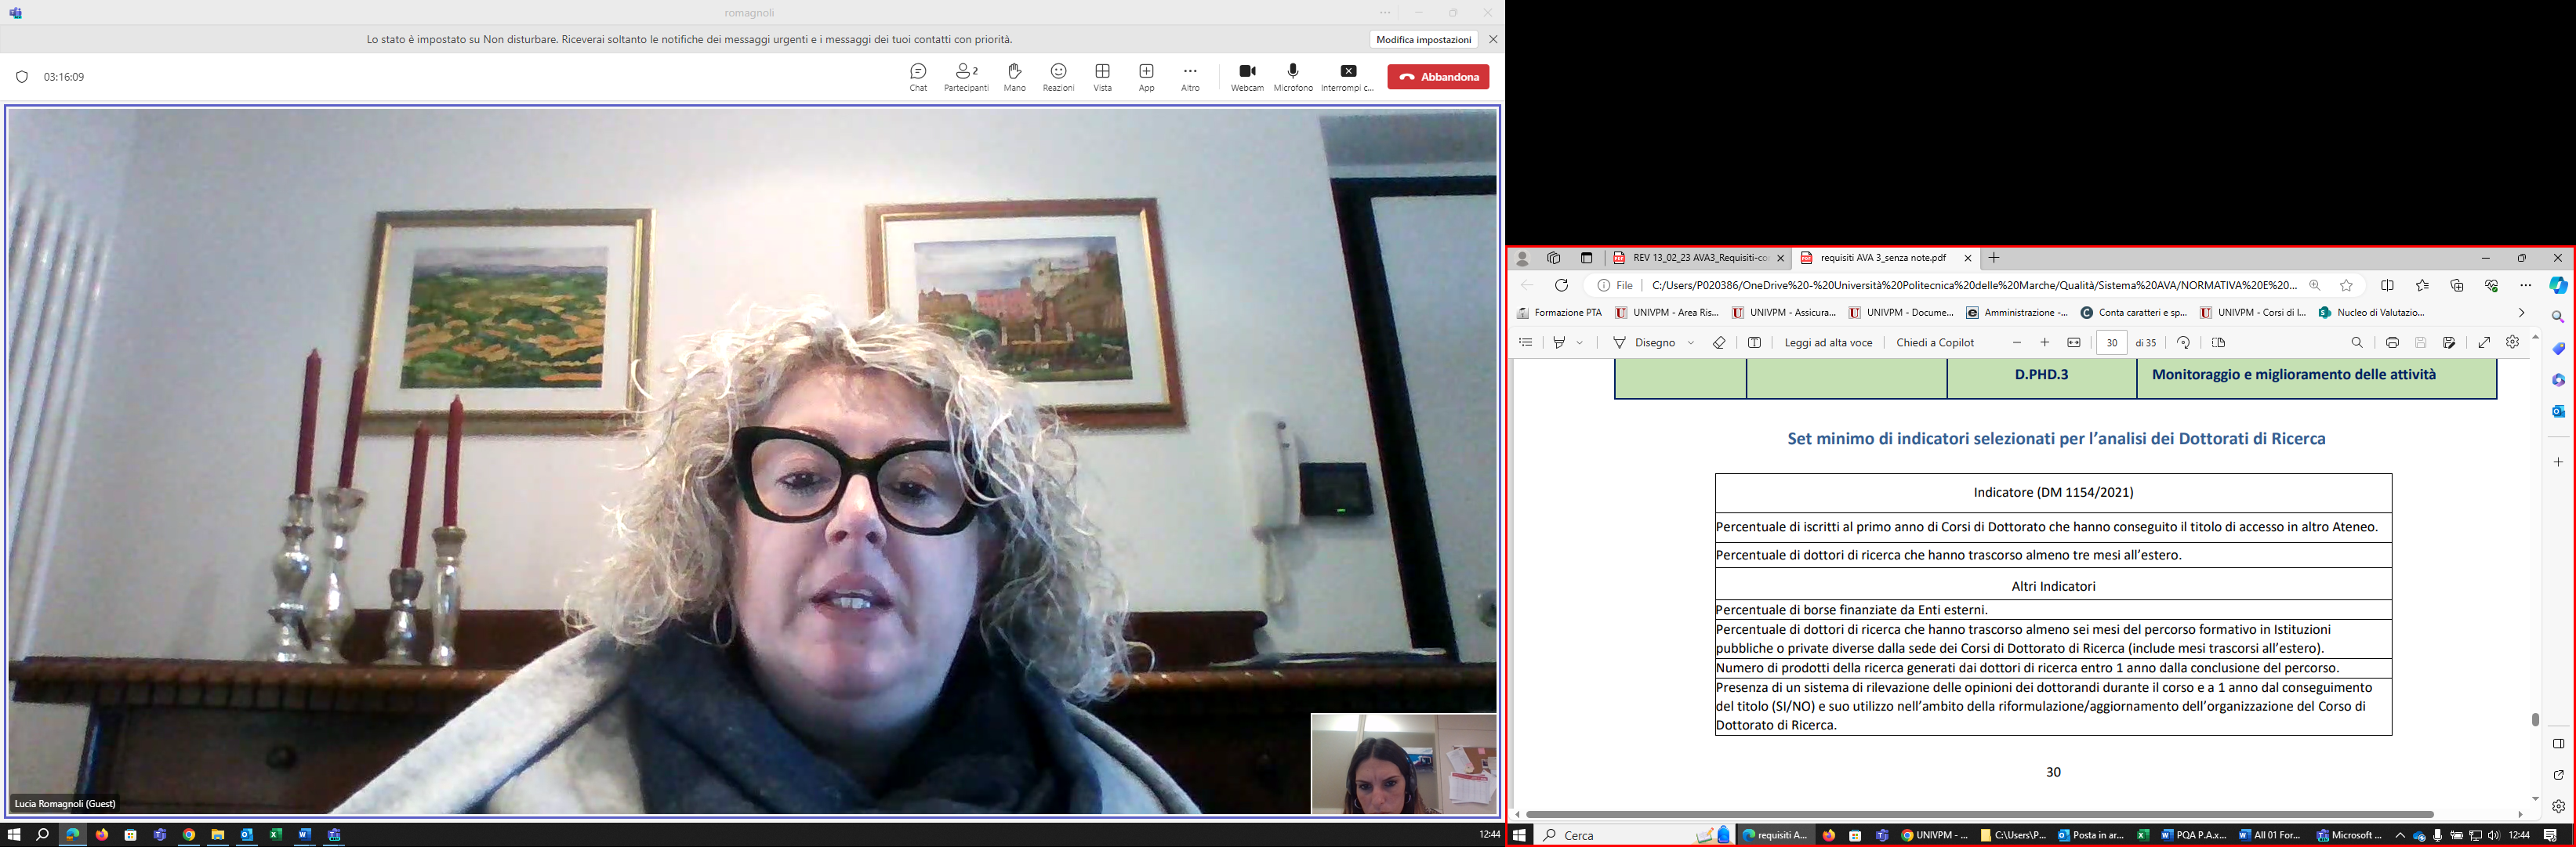 romagnoli
Lo stato è impostato su Non disturbare. Riceverai soltanto le notifiche dei messaggi urgenti e i messaggi dei tuoi contatti con priorità.
Modifica impostazioni
03:16:09
Chat
Partecipanti
2
Mano
Reazioni
Vista
App
Altro
Webcam
Microfono
Interrompi c...
Abbandona
Lucia Romagnoli (Guest)
12:44
REV 13_02_23 AVA3_Requisiti-co
requisiti AVA 3_senza note.pdf
File
C:/Users/P020386/OneDrive%20-%20Università%20Politecnica%20delle%20Marche/Qualità/Sistema%20AVA/NORMATIVA%20E%20...
Formazione PTA
UNIVPM - Area Ris...
UNIVPM - Assicura...
UNIVPM - Docume...
Amministrazione -...
Conta caratteri e sp...
UNIVPM - Corsi di I...
Nucleo di Valutazio...
Disegno
Leggi ad alta voce
Chiedi a Copilot
30
di 35
D.PHD.3
Monitoraggio e miglioramento delle attività
Set minimo di indicatori selezionati per l’analisi dei Dottorati di Ricerca
Indicatore (DM 1154/2021)
Percentuale di iscritti al primo anno di Corsi di Dottorato che hanno conseguito il titolo di accesso in altro Ateneo.
Percentuale di dottori di ricerca che hanno trascorso almeno tre mesi all’estero.
Altri Indicatori
Percentuale di borse finanziate da Enti esterni.
Percentuale di dottori di ricerca che hanno trascorso almeno sei mesi del percorso formativo in Istituzioni
pubbliche o private diverse dalla sede dei Corsi di Dottorato di Ricerca (include mesi trascorsi all’estero).
Numero di prodotti della ricerca generati dai dottori di ricerca entro 1 anno dalla conclusione del percorso.
Presenza di un sistema di rilevazione delle opinioni dei dottorandi durante il corso e a 1 anno dal conseguimento
del titolo (SI/NO) e suo utilizzo nell’ambito della riformulazione/aggiornamento dell’organizzazione del Corso di
Dottorato di Ricerca.
30
Cerca
requisiti A...
UNIVPM - ...
C:\Users\P...
Posta in ar...
PQA P.A.x...
All 01 For...
Microsoft ...
12:44